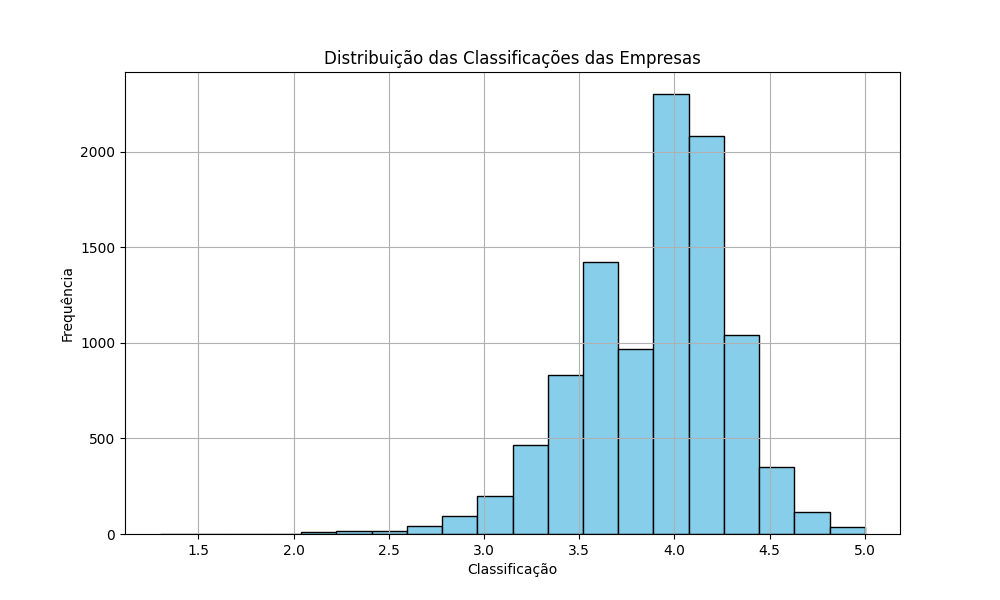 Distribuição das Classificações das Empresas
Frequência
2000
1500
1000
500
0
1.5 2.0 2.5 3.0 3.5 4.0 4.5 5.0
Classificação